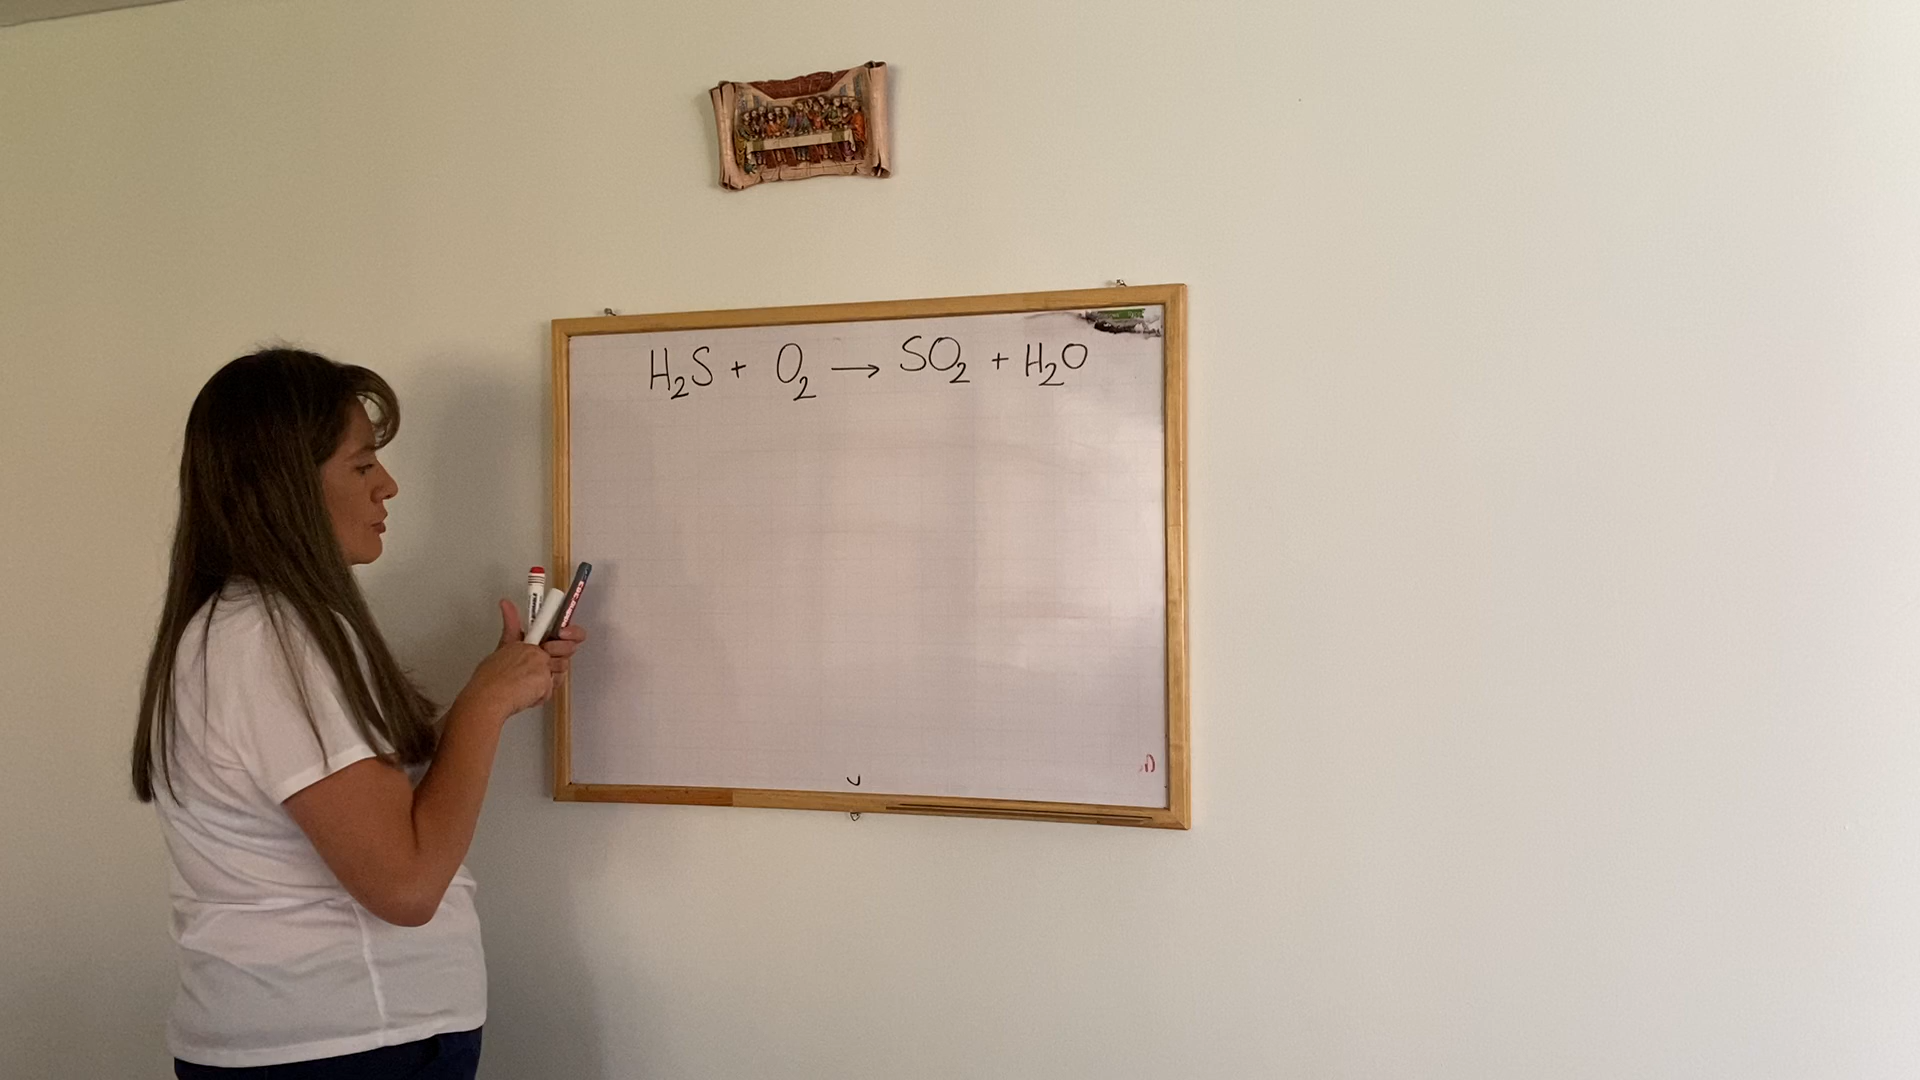 H₂S + O₂ → SO₂ + H₂O